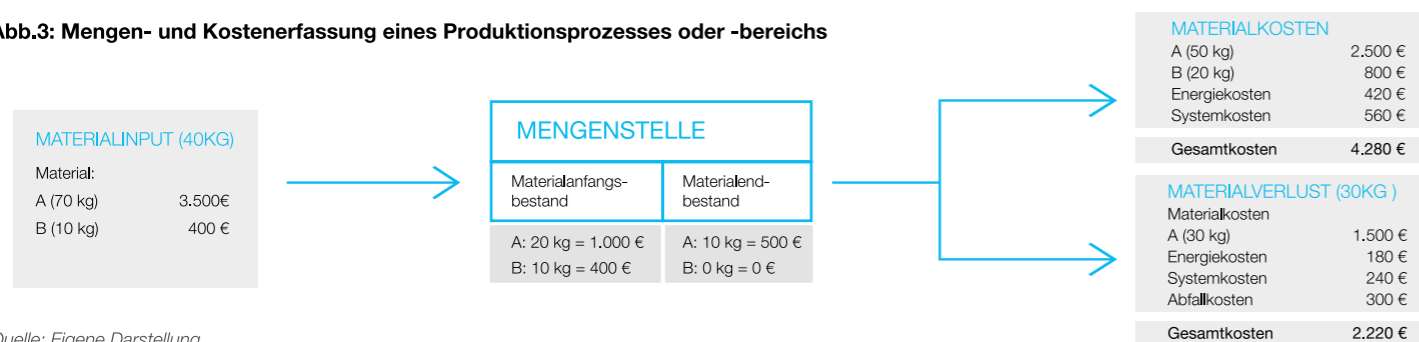 Abb.3: Mengen- und Kostenerfassung eines Produktionsprozesses oder -bereichs
MATERIALINPUT (40KG)
Material:
A (70 kg) 3.500€
B (10 kg) 400 €
MENGENSTELLE
Materialanfangs-
bestand
Materialend-
bestand
A: 20 kg = 1.000 €
B: 10 kg = 400 €
A: 10 kg = 500 €
B: 0 kg = 0 €
MATERIALKOSTEN
A (50 kg) 2.500 €
B (20 kg) 800 €
Energiekosten 420 €
Systemkosten 560 €
Gesamtkosten 4.280 €
MATERIALVERLUST (30KG )
Materialkosten
A (30 kg) 1.500 €
Energiekosten 180 €
Systemkosten 240 €
Abfallkosten 300 €
Gesamtkosten 2.220 €
Quelle: Eigene Darstellung